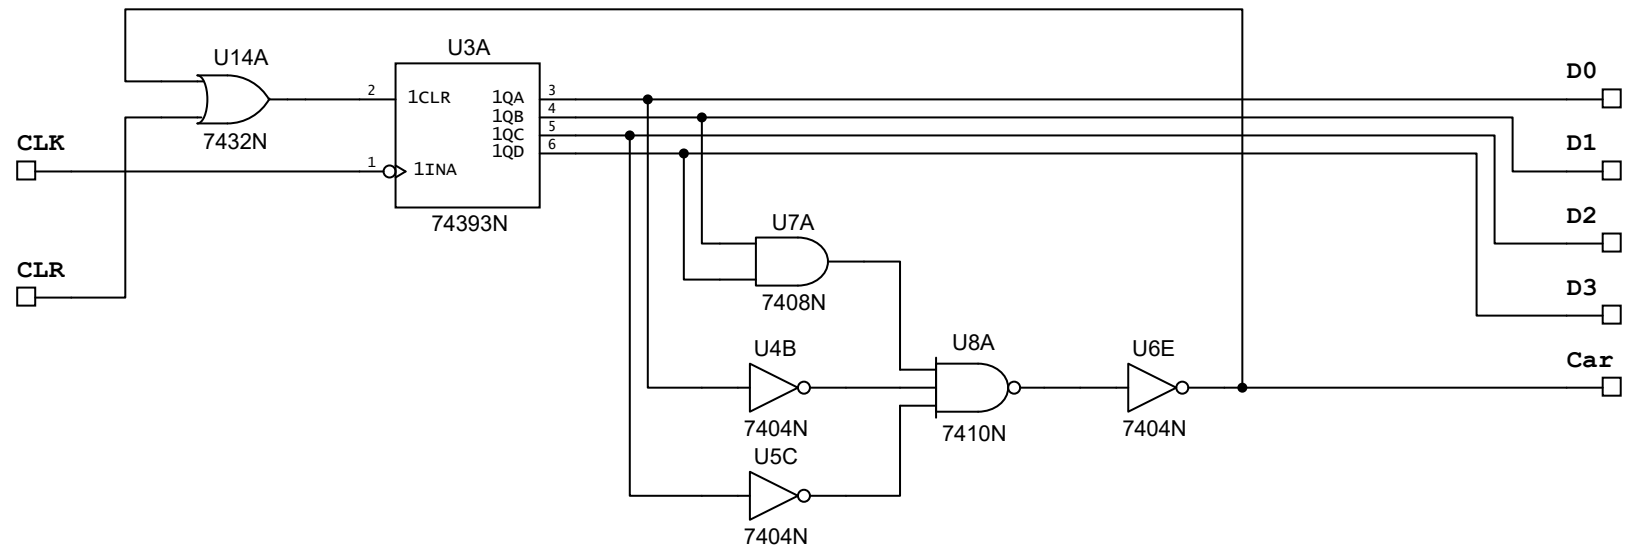 U14A
7432N
U3A
2
1CLR
1QA
3
1QB
4
1QC
5
1QD
6
1
1INA
74393N
CLK
CLR
D0
D1
D2
D3
Car
U7A
7408N
U4B
7404N
U5C
7404N
U8A
7410N
U6E
7404N